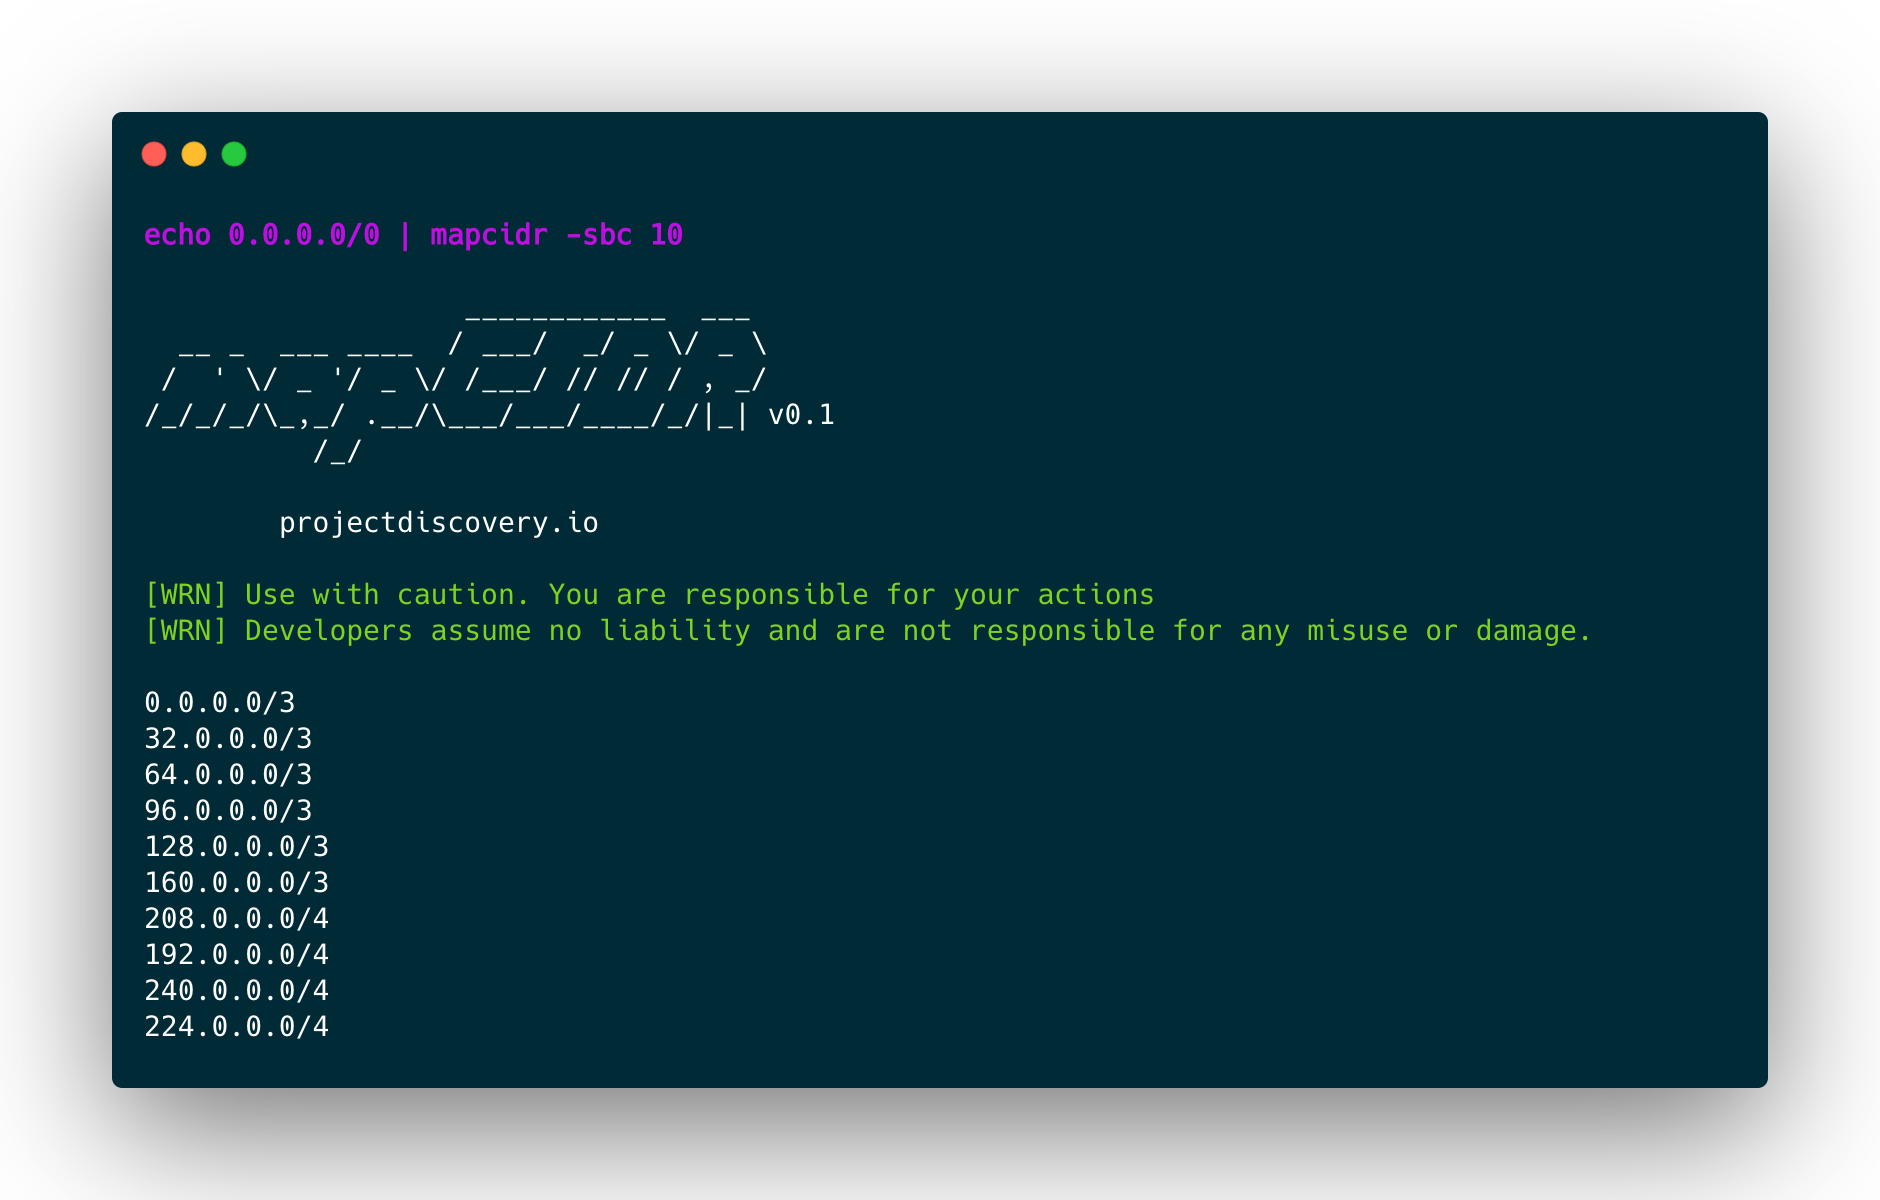 echo 0.0.0.0/0 | mapcidr -sbc 10
                   ____________  ___
  __ _  ___ ____  / ___/  _/ _ \/ _ \
 /  ' \/ _ '/ _ \/ /___/ // // / , _/
/_/_/_/\_,_/ .__/\___/___/____/_/|_| v0.1
          /_/
projectdiscovery.io
[WRN] Use with caution. You are responsible for your actions
[WRN] Developers assume no liability and are not responsible for any misuse or damage.
0.0.0.0/3
32.0.0.0/3
64.0.0.0/3
96.0.0.0/3
128.0.0.0/3
160.0.0.0/3
208.0.0.0/4
192.0.0.0/4
240.0.0.0/4
224.0.0.0/4